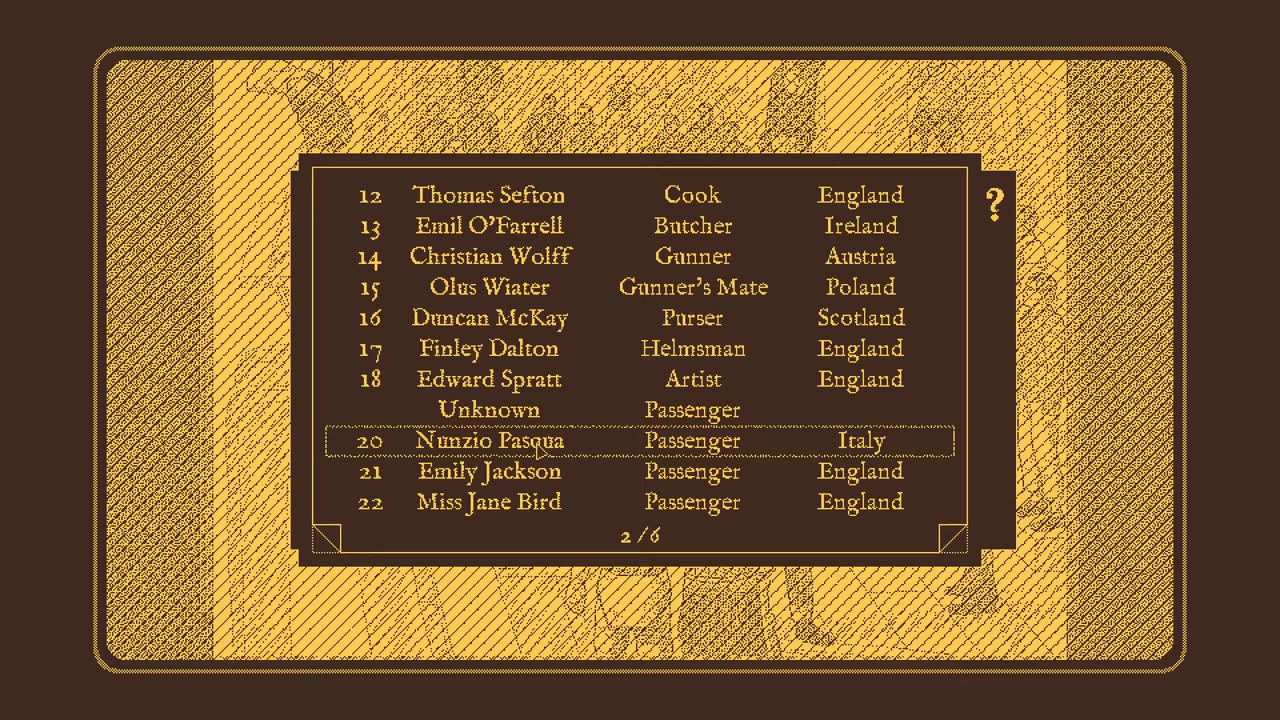 12 Thomas Sefton Cook England
13 Emil O'Farrell Butcher Ireland
14 Christian Wolff Gunner Austria
15 Olus Wiater Gunner's Mate Poland
16 Duncan McKay Purser Scotland
17 Finley Dalton Helmsman England
18 Edward Spratt Artist England
Unknown Passenger
20 Nunzio Pasqua Passenger Italy
21 Emily Jackson Passenger England
22 Miss Jane Bird Passenger England
2 / 6
?